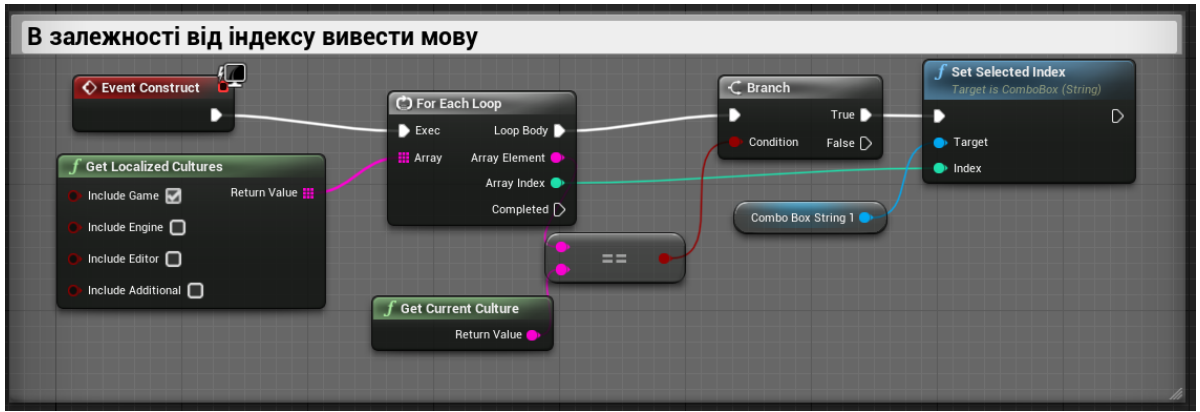 В залежності від індексу вивести мову
Event Construct
Get Localized Cultures
Include Game
Return Value
Include Engine
Include Editor
Include Additional
For Each Loop
Exec
Loop Body
Array
Array Element
Array Index
Completed
==
Get Current Culture
Return Value
Branch
True
Condition
False
Combo Box String 1
Set Selected Index
Target is ComboBox (String)
Target
Index